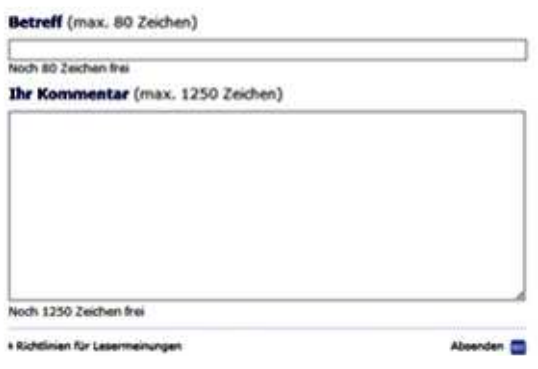 Betreff (max. 80 Zeichen)
Noch 80 Zeichen frei
Ihr Kommentar (max. 1250 Zeichen)
Noch 1250 Zeichen frei
Richtlinien für Lesermeinungen
Absenden